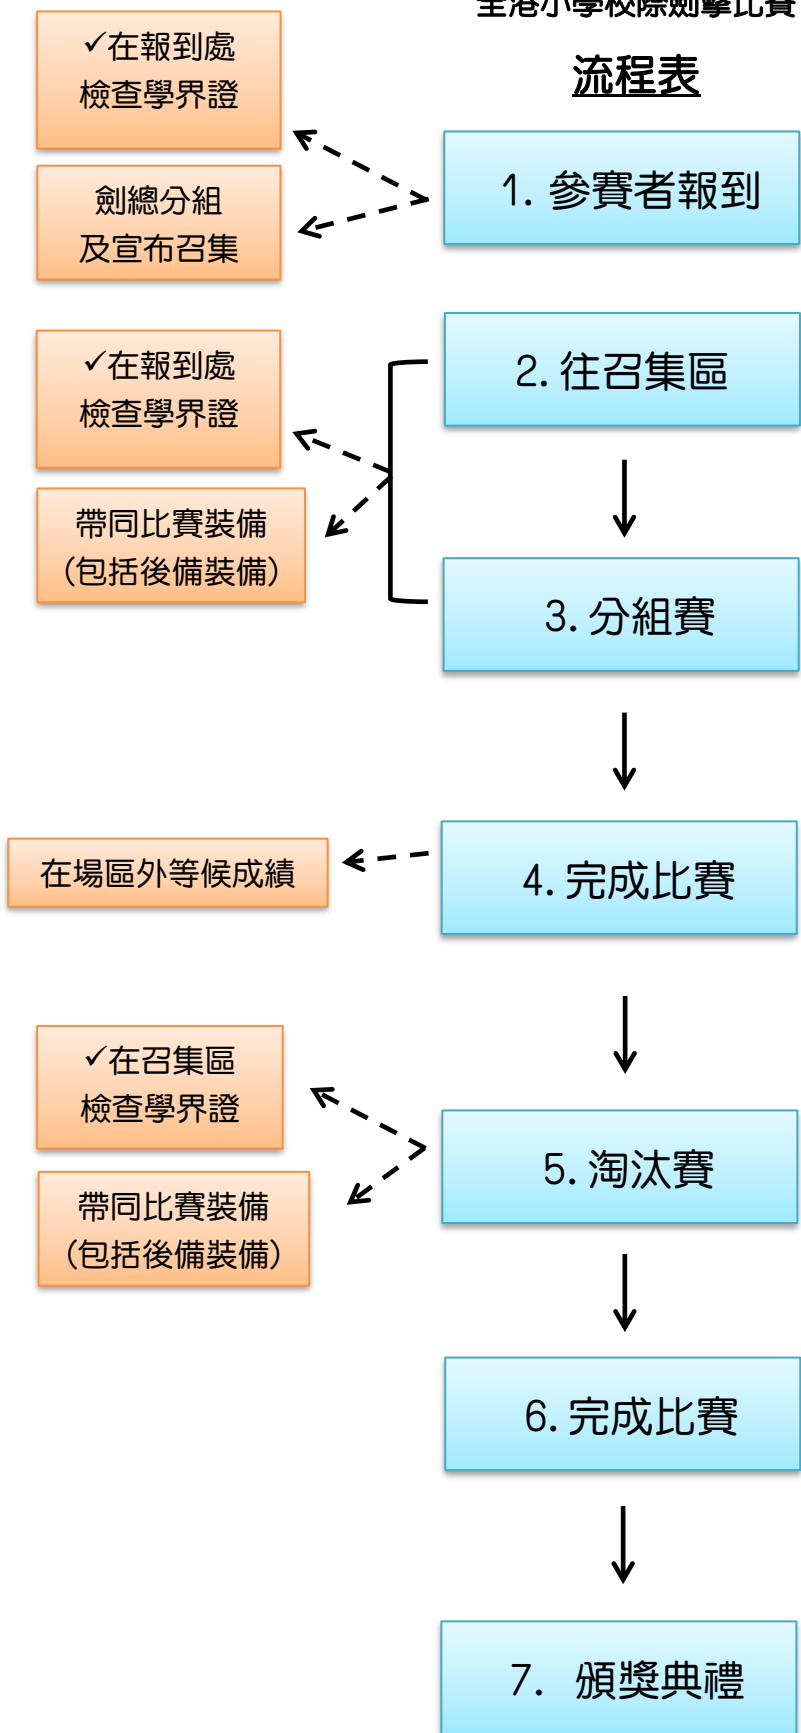 全港小學校際劍擊比賽
流程表
✓在報到處
檢查學界證
劍總分組
及宣布召集
1. 參賽者報到
✓在報到處
檢查學界證
帶同比賽裝備
(包括後備裝備)
2. 往召集區
3. 分組賽
在場區外等候成績
4. 完成比賽
✓在召集區
檢查學界證
帶同比賽裝備
(包括後備裝備)
5. 淘汰賽
6. 完成比賽
7. 頒獎典禮